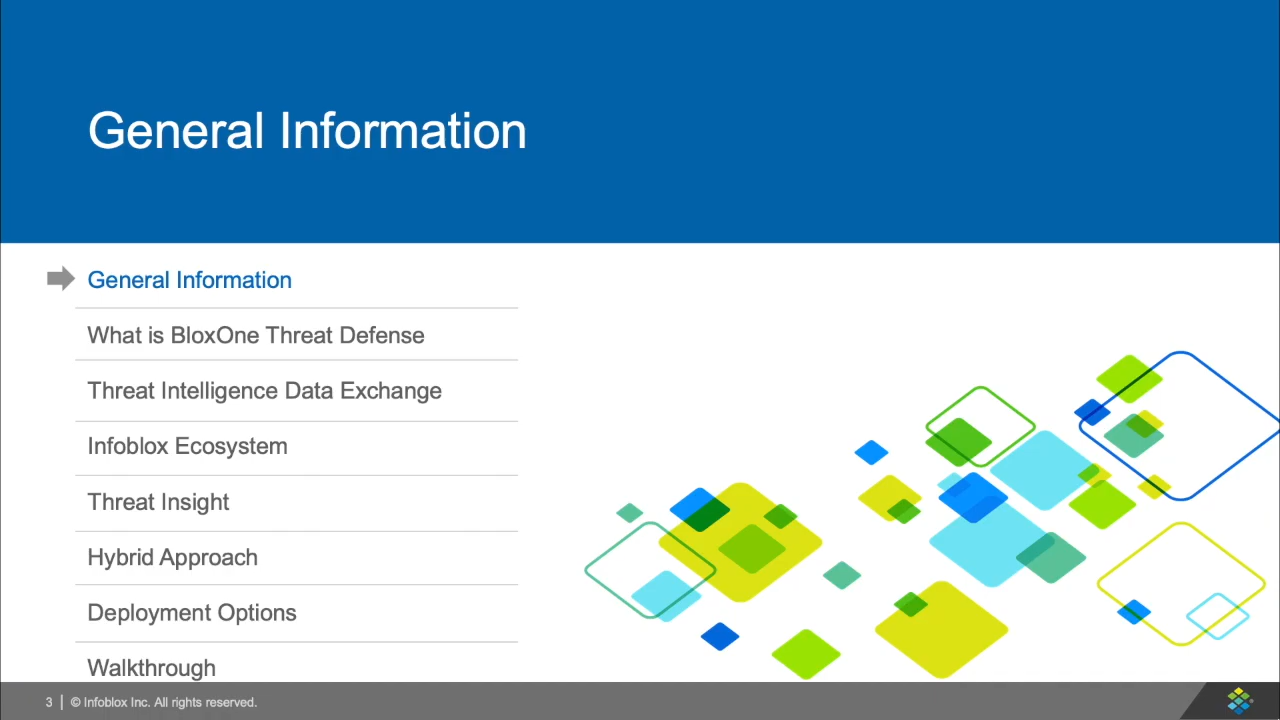 General Information
General Information
What is BloxOne Threat Defense
Threat Intelligence Data Exchange
Infoblox Ecosystem
Threat Insight
Hybrid Approach
Deployment Options
Walkthrough
3 | © Infoblox Inc. All rights reserved.